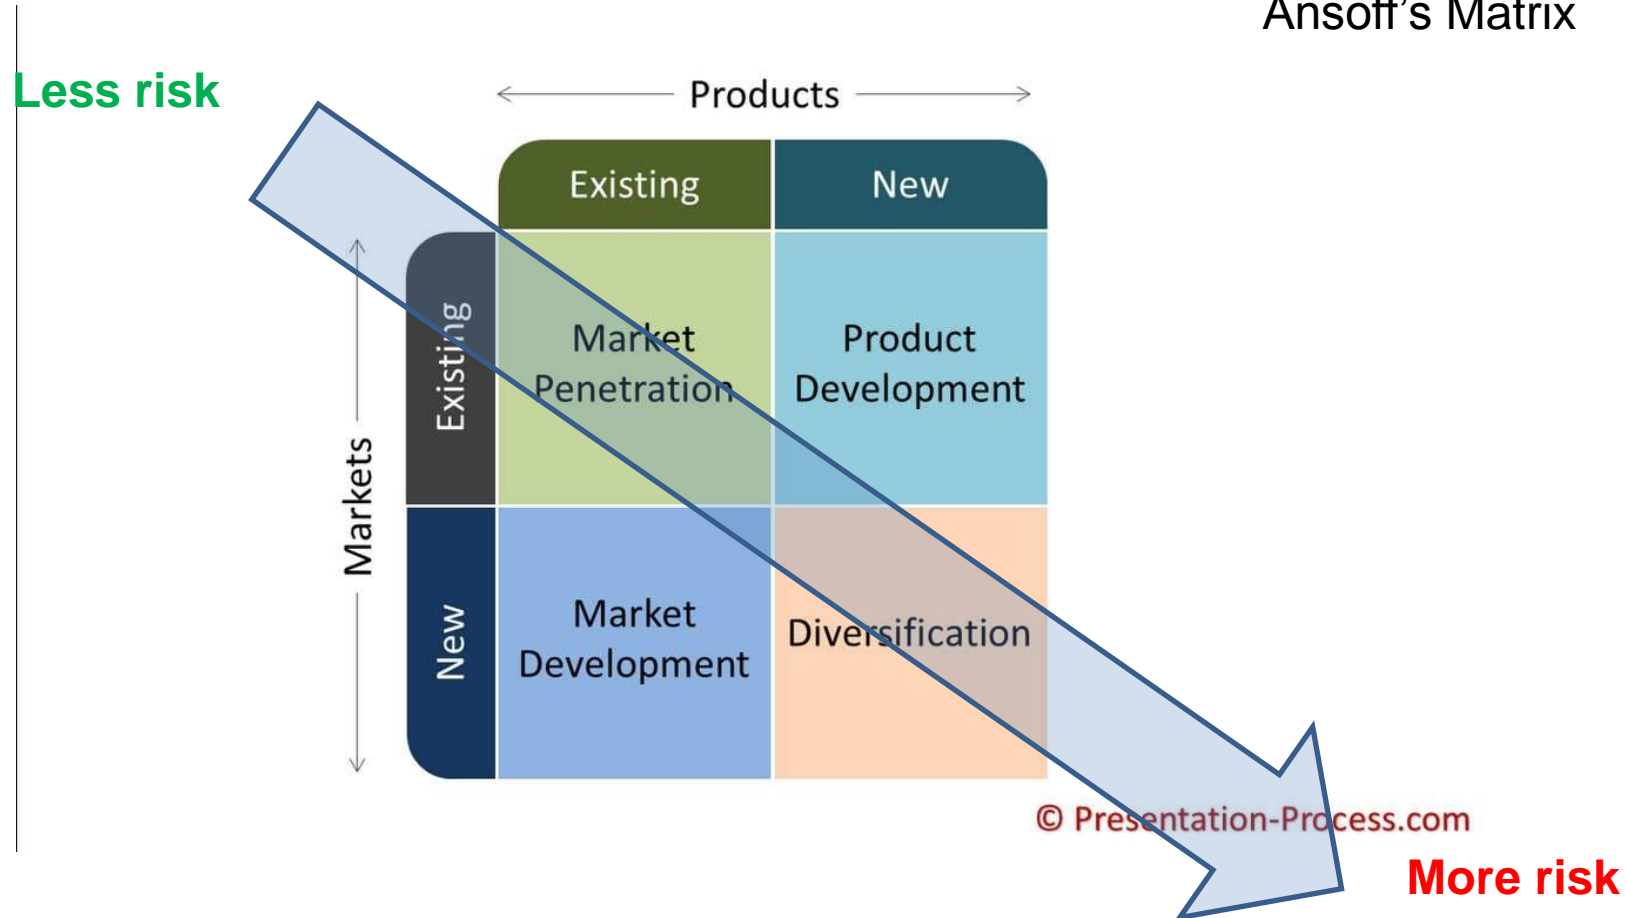 Ansoff's Matrix
Less risk
Products
Existing
New
Markets
Existing
Market
Penetration
Product
Development
New
Market
Development
Diversification
© Presentation-Process.com
More risk